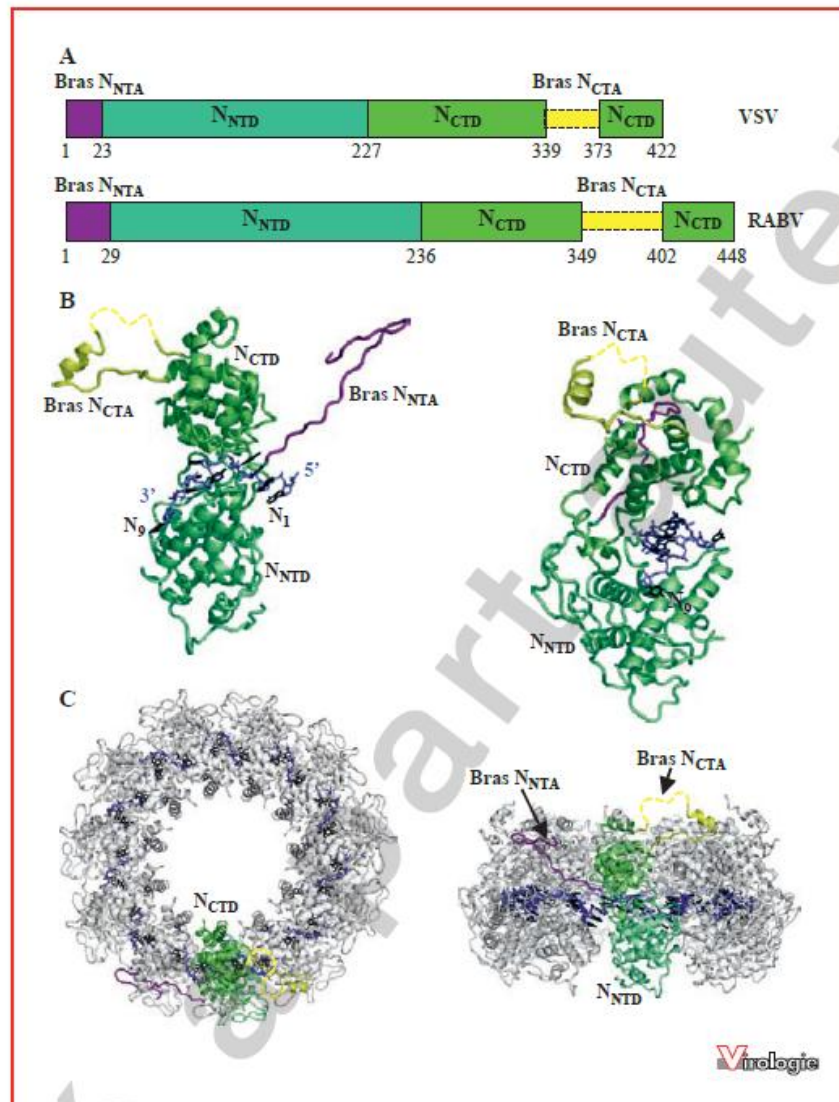 A
Bras NNTA
Bras NCTA
NNTD
NCTD
NCTD
VSV
1 23 227 339 373 422
Bras NNTA
Bras NCTA
NNTD
NCTD
NCTD
RABV
1 29 236 349 402 448
B
NCTD
Bras NCTA
Bras NNTA
3'
5'
N9
N1
NNTD
Bras NCTA
NCTD
N9
NNTD
C
NCTD
Bras NNTA
Bras NCTA
NNTD
Virologie